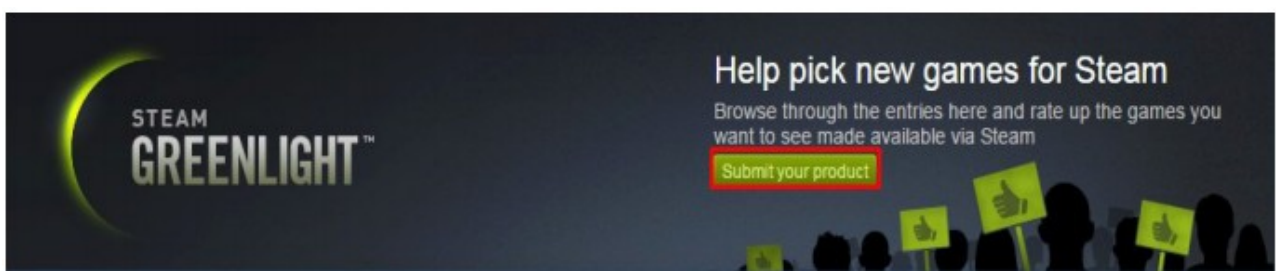 STEAM
GREENLIGHT™
Help pick new games for Steam
Browse through the entries here and rate up the games you
want to see made available via Steam
Submit your product